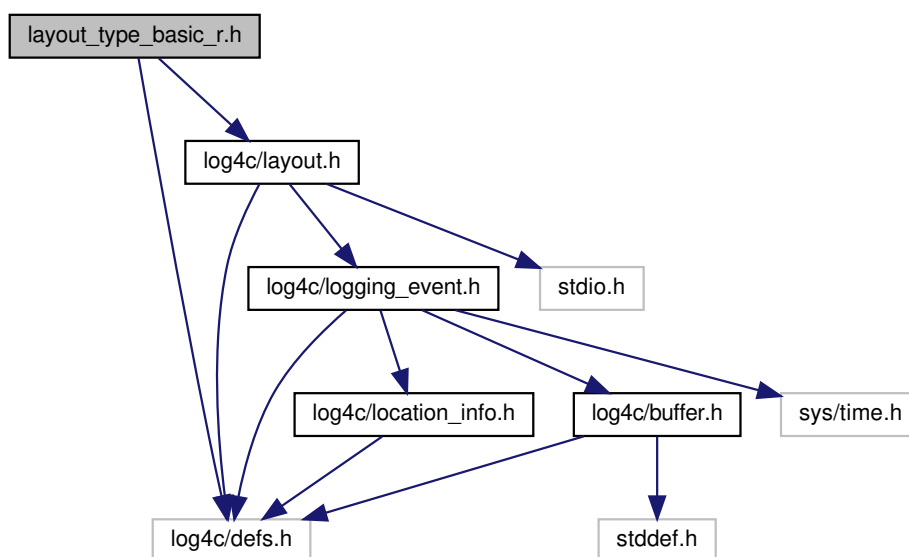 layout_type_basic_r.h
log4c/layout.h
log4c/logging_event.h
stdio.h
log4c/location_info.h
log4c/buffer.h
sys/time.h
log4c/defs.h
stddef.h